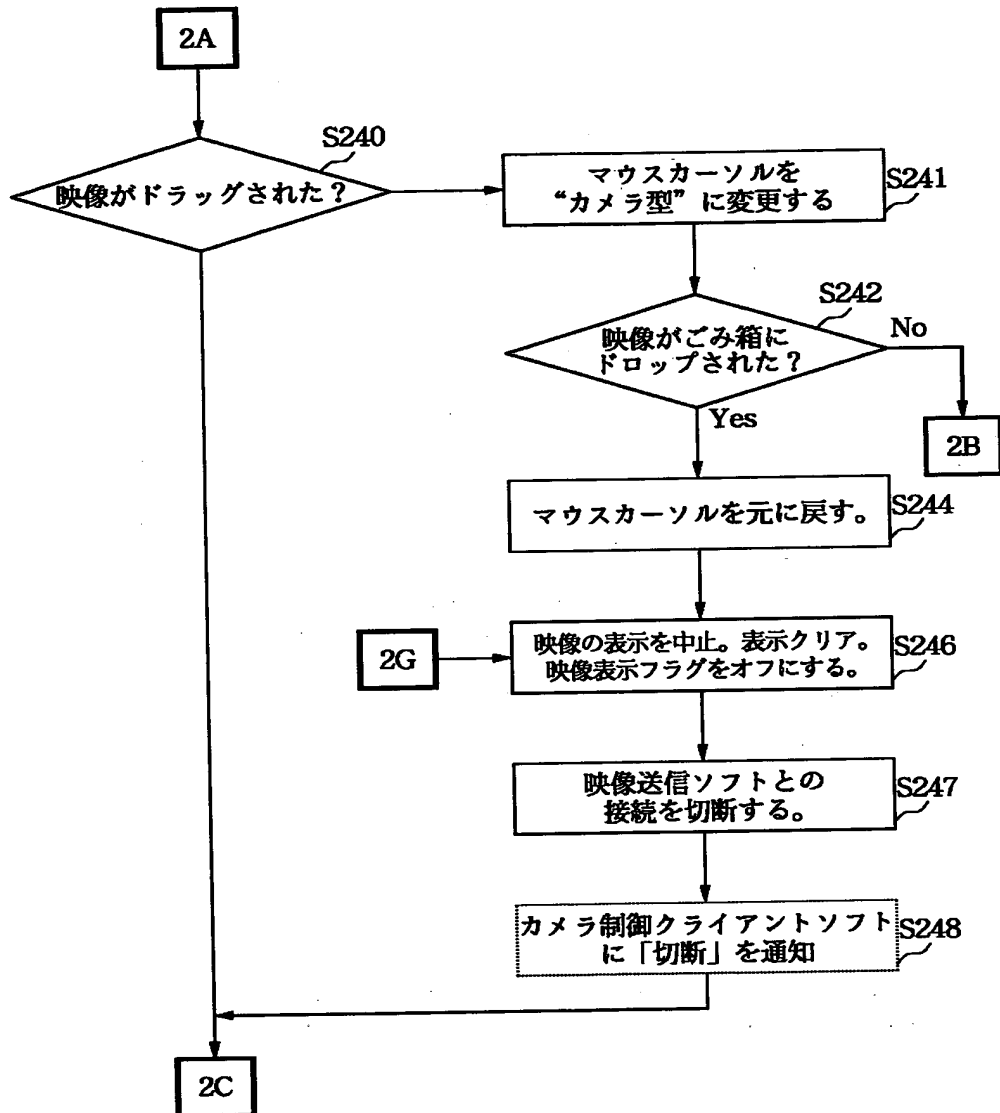 2A
S240
映像がドラッグされた？
マウスカーソルを
“カメラ型”に変更する
S241
S242
映像がごみ箱に
ドロップされた？
No
Yes
2B
マウスカーソルを元に戻す。
S244
2G
映像の表示を中止。表示クリア。
映像表示フラグをオフにする。
S246
映像送信ソフトとの
接続を切断する。
S247
カメラ制御クライアントソフト
に「切断」を通知
S248
2C